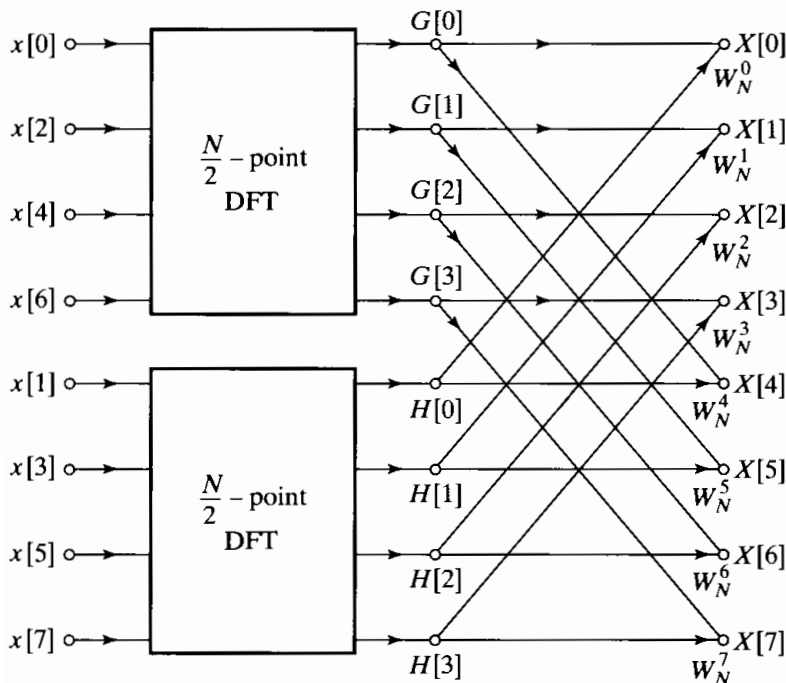 G[0]
x[0] X[0]
W_N^0
G[1]
x[2] X[1]
W_N^1
N/2 – point
DFT
G[2]
x[4] X[2]
W_N^2
G[3]
x[6] X[3]
W_N^3
x[1] X[4]
H[0] W_N^4
x[3] X[5]
H[1] W_N^5
N/2 – point
DFT
x[5] X[6]
H[2] W_N^6
x[7] X[7]
H[3] W_N^7